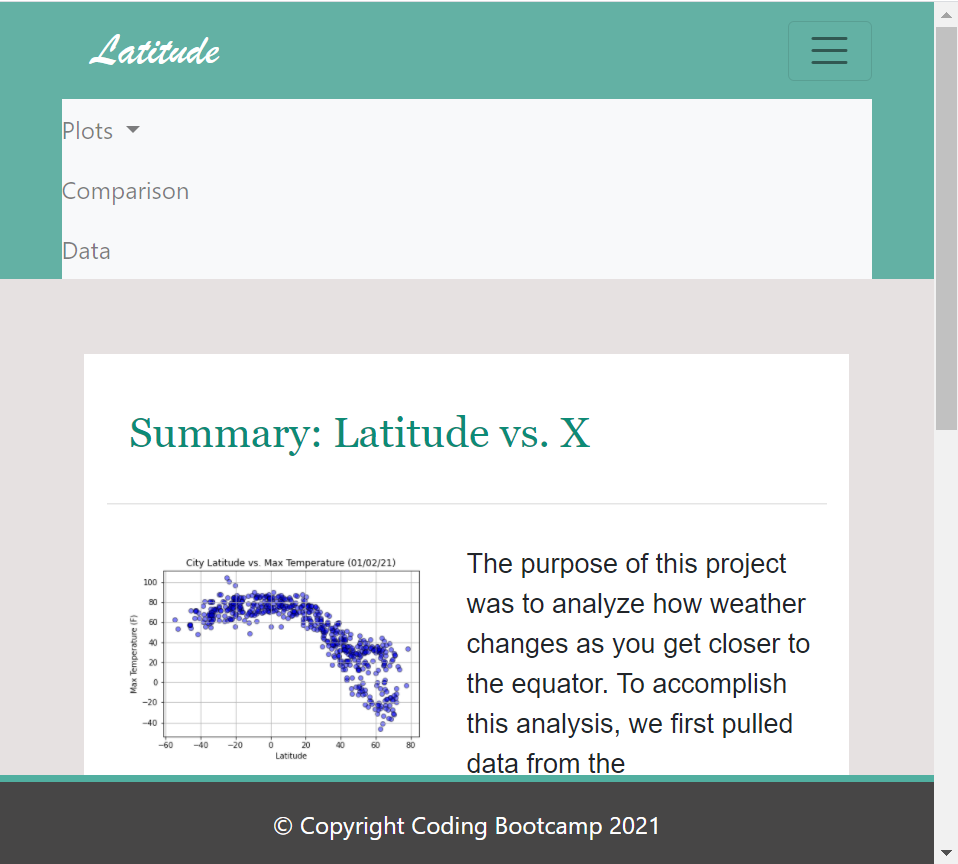 Latitude
Plots
Comparison
Data
Summary: Latitude vs. X
City Latitude vs. Max Temperature (01/02/21)
Max Temperature (F)
100
80
60
40
20
0
−20
−40
−60 −40 −20 0 20 40 60 80
Latitude
The purpose of this project
was to analyze how weather
changes as you get closer to
the equator. To accomplish
this analysis, we first pulled
data from the
© Copyright Coding Bootcamp 2021